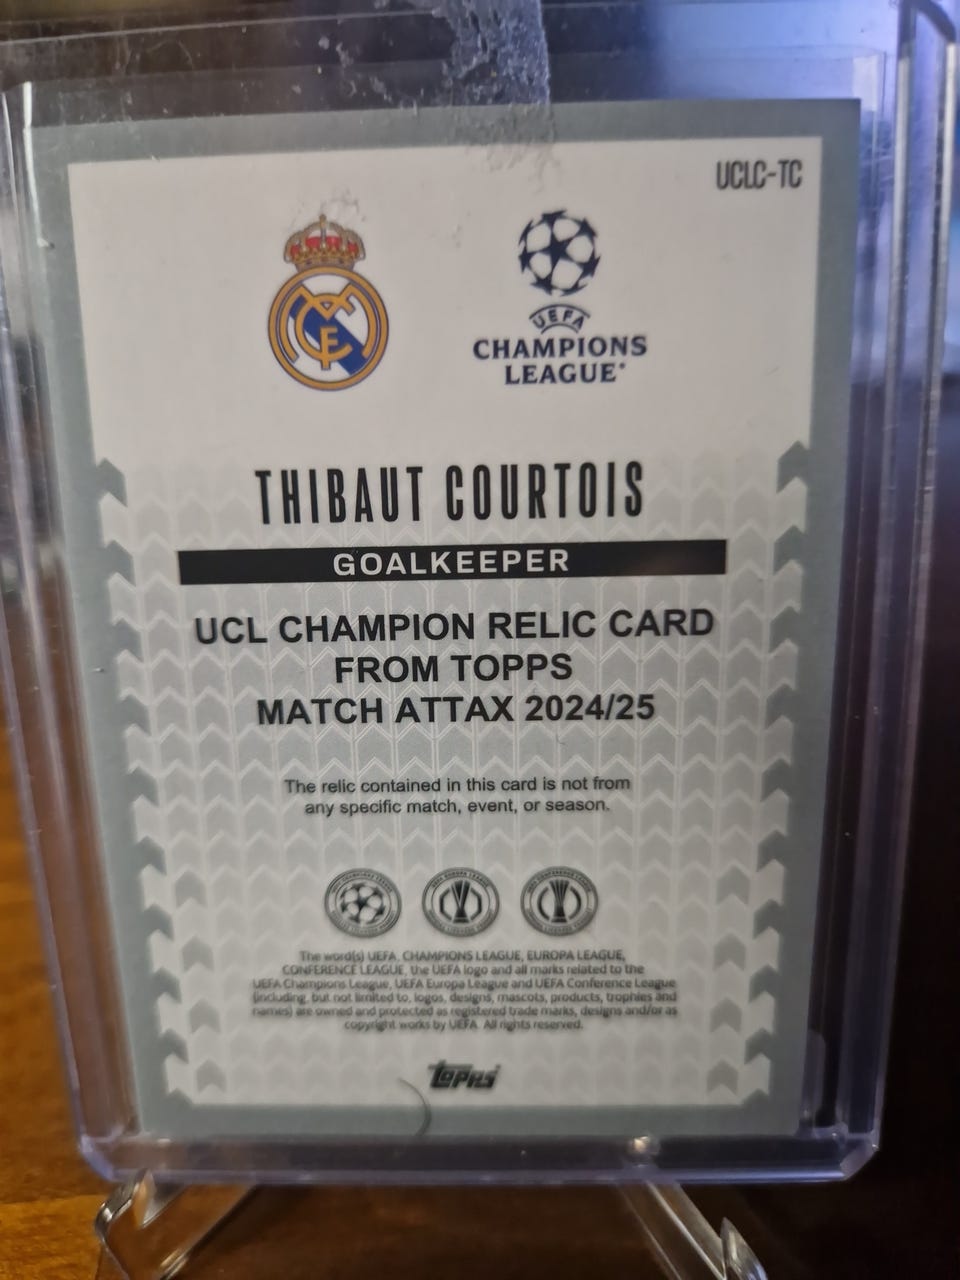 UCLC-TC
UEFA
CHAMPIONS
LEAGUE
THIBAUT COURTOIS
GOALKEEPER
UCL CHAMPION RELIC CARD
FROM TOPPS
MATCH ATTAX 2024/25
The relic contained in this card is not from
any specific match, event, or season.
The word(s) UEFA, CHAMPIONS LEAGUE, EUROPA LEAGUE,
CONFERENCE LEAGUE, the UEFA logo and all marks related to the
UEFA Champions League, UEFA Europa League and UEFA Conference League
(including, but not limited to, logos, designs, mascots, products, trophies and
names) are owned and protected as registered trade marks, designs and/or as
copyright works by UEFA. All rights reserved.
topps